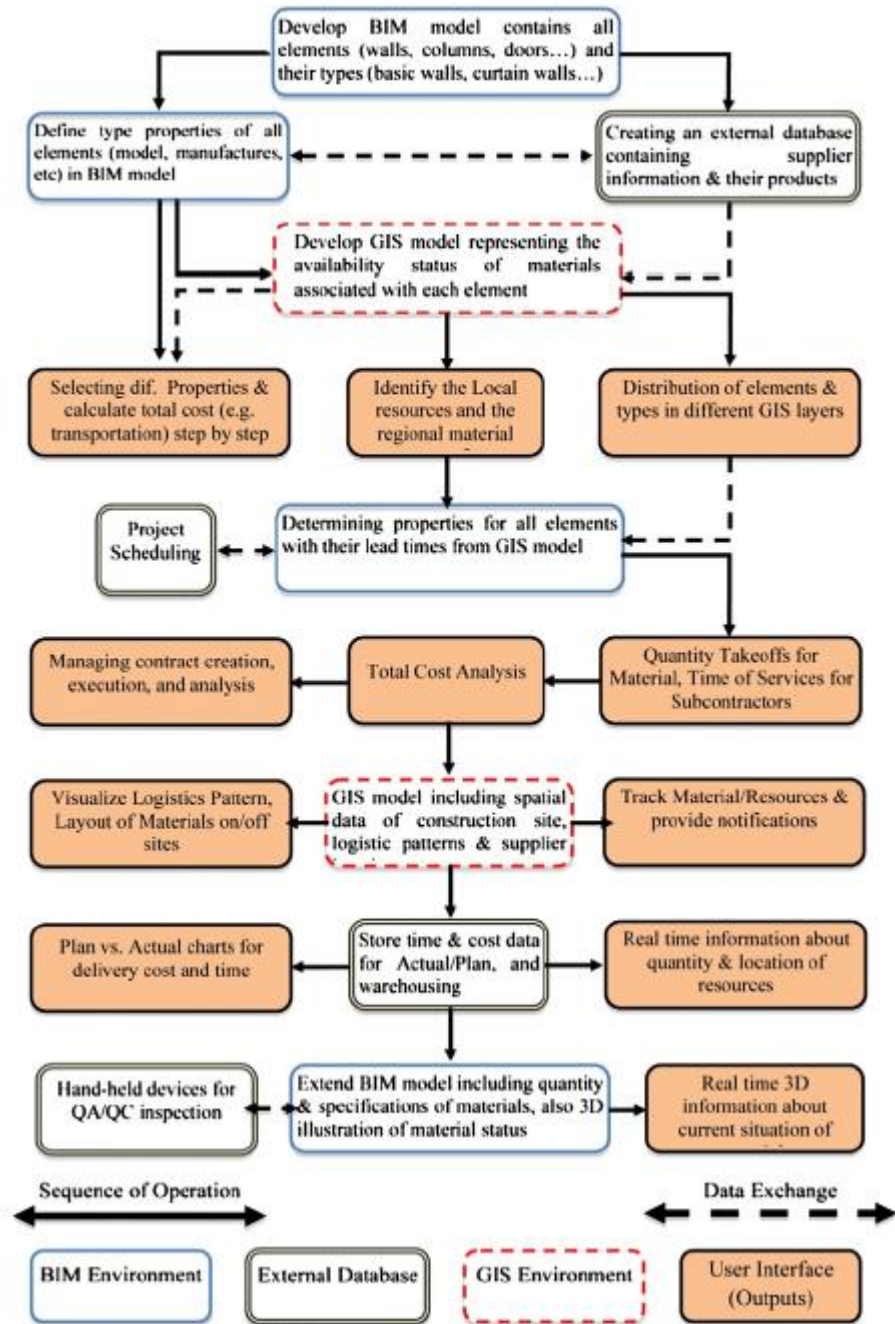 Develop BIM model contains all
elements (walls, columns, doors…) and
their types (basic walls, curtain walls…)
Define type properties of all
elements (model, manufactures,
etc) in BIM model
Creating an external database
containing supplier
information & their products
Develop GIS model representing the
availability status of materials
associated with each element
Selecting dif. Properties &
calculate total cost (e.g.
transportation) step by step
Identify the Local
resources and the
regional material
Distribution of elements &
types in different GIS layers
Project
Scheduling
Determining properties for all elements
with their lead times from GIS model
Managing contract creation,
execution, and analysis
Total Cost Analysis
Quantity Takeoffs for
Material, Time of Services for
Subcontractors
Visualize Logistics Pattern,
Layout of Materials on/off
sites
GIS model including spatial
data of construction site,
logistic patterns & supplier
Track Material/Resources &
provide notifications
Plan vs. Actual charts for
delivery cost and time
Store time & cost data
for Actual/Plan, and
warehousing
Real time information about
quantity & location of
resources
Hand-held devices for
QA/QC inspection
Extend BIM model including quantity
& specifications of materials, also 3D
illustration of material status
Real time 3D
information about
current situation of
Sequence of Operation
Data Exchange
BIM Environment
External Database
GIS Environment
User Interface
(Outputs)